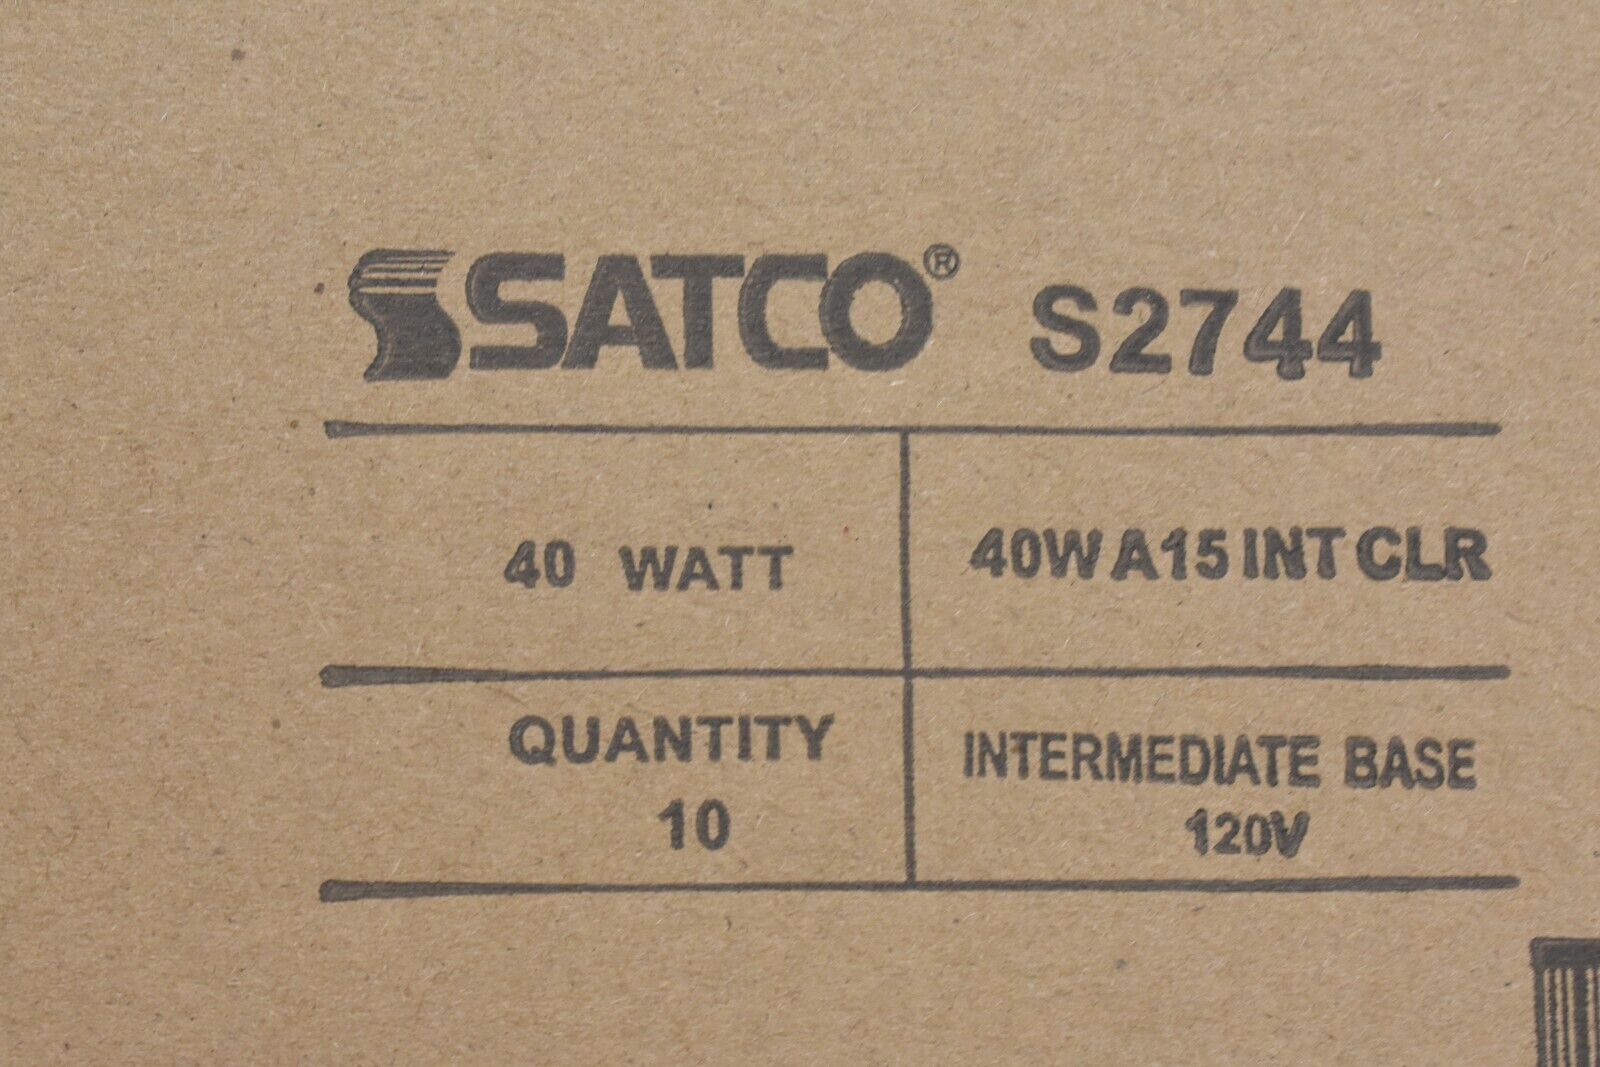 SATCO® S2744
40 WATT
40W A15 INT CLR
QUANTITY
10
INTERMEDIATE BASE
120V